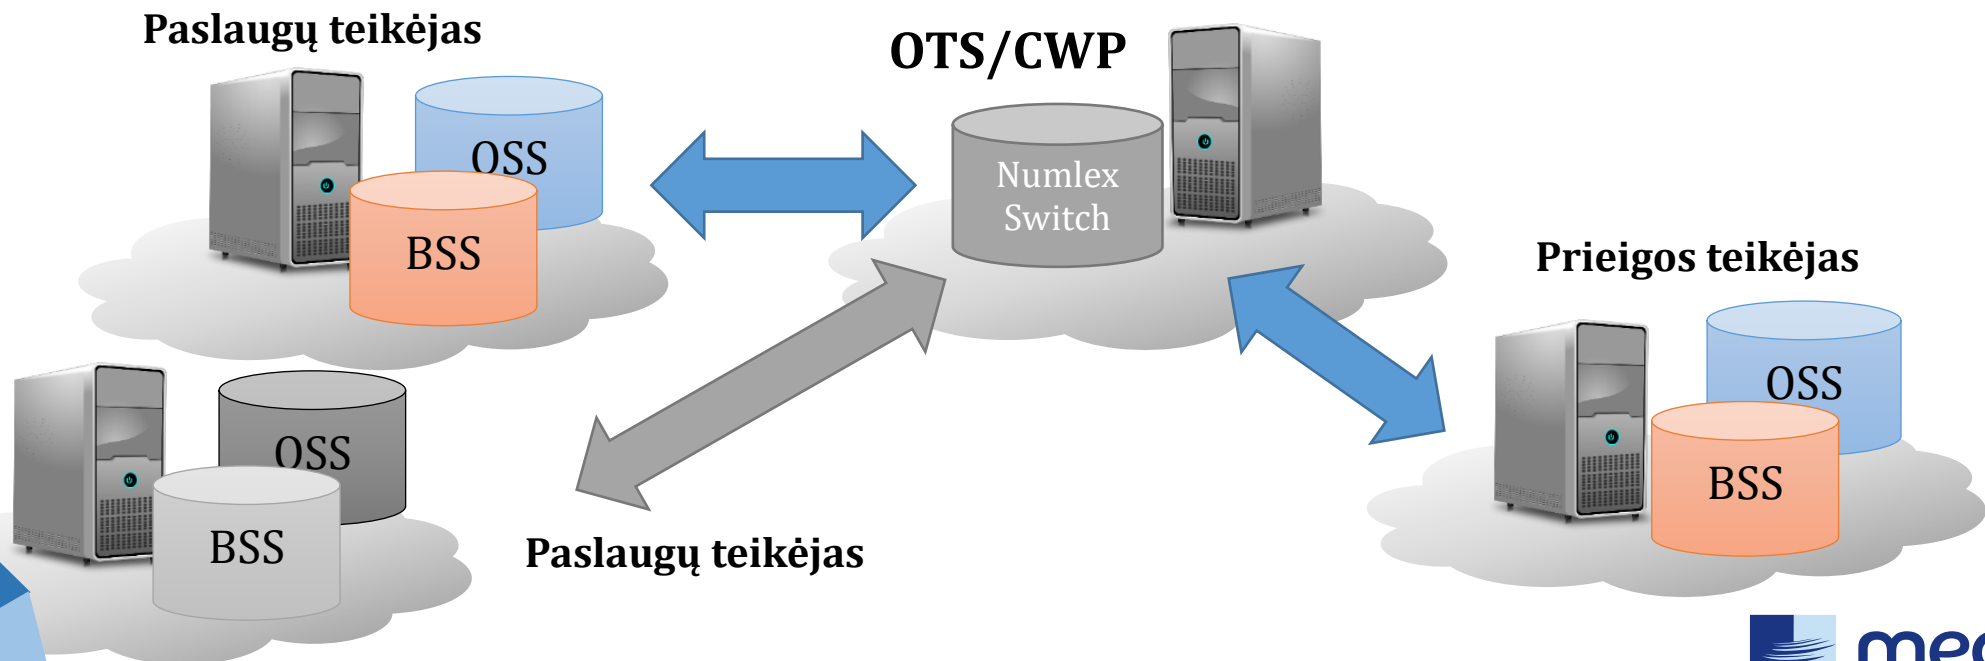 Paslaugų teikėjas
OTS/CWP
OSS
BSS
Numlex
Switch
Prieigos teikėjas
OSS
BSS
OSS
BSS
Paslaugų teikėjas